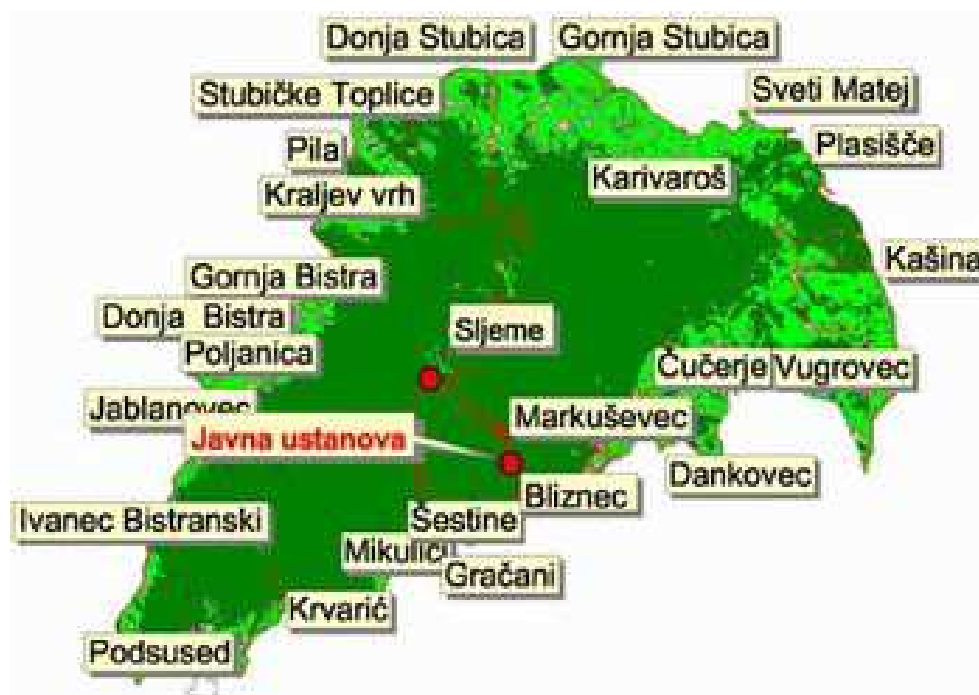 Donja Stubica
Gornja Stubica
Stubičke Toplice
Sveti Matej
Pila
Plasišče
Karivaroš
Kraljev vrh
Kašina
Gornja Bistra
Donja Bistra
Sljeme
Poljanica
Čučerje
Vugrovec
Jablanovec
Markuševec
Javna ustanova
Dankovec
Bliznec
Ivanec Bistranski
Šestine
Mikulići
Gračani
Krvarić
Podsused